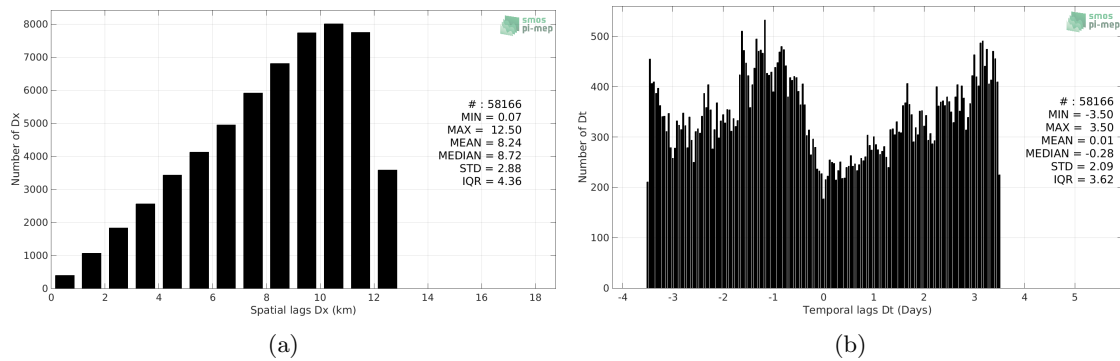 8000
7000
6000
5000
4000
3000
2000
1000
0
Number of Dx
0 2 4 6 8 10 12 14 16 18
Spatial lags Dx (km)
smos
pi-mep
# : 58166
MIN = 0.07
MAX = 12.50
MEAN = 8.24
MEDIAN = 8.72
STD = 2.88
IQR = 4.36
(a)
500
400
300
200
100
0
Number of Dt
-4 -3 -2 -1 0 1 2 3 4 5
Temporal lags Dt (Days)
smos
pi-mep
# : 58166
MIN = -3.50
MAX = 3.50
MEAN = 0.01
MEDIAN = -0.28
STD = 2.09
IQR = 3.62
(b)